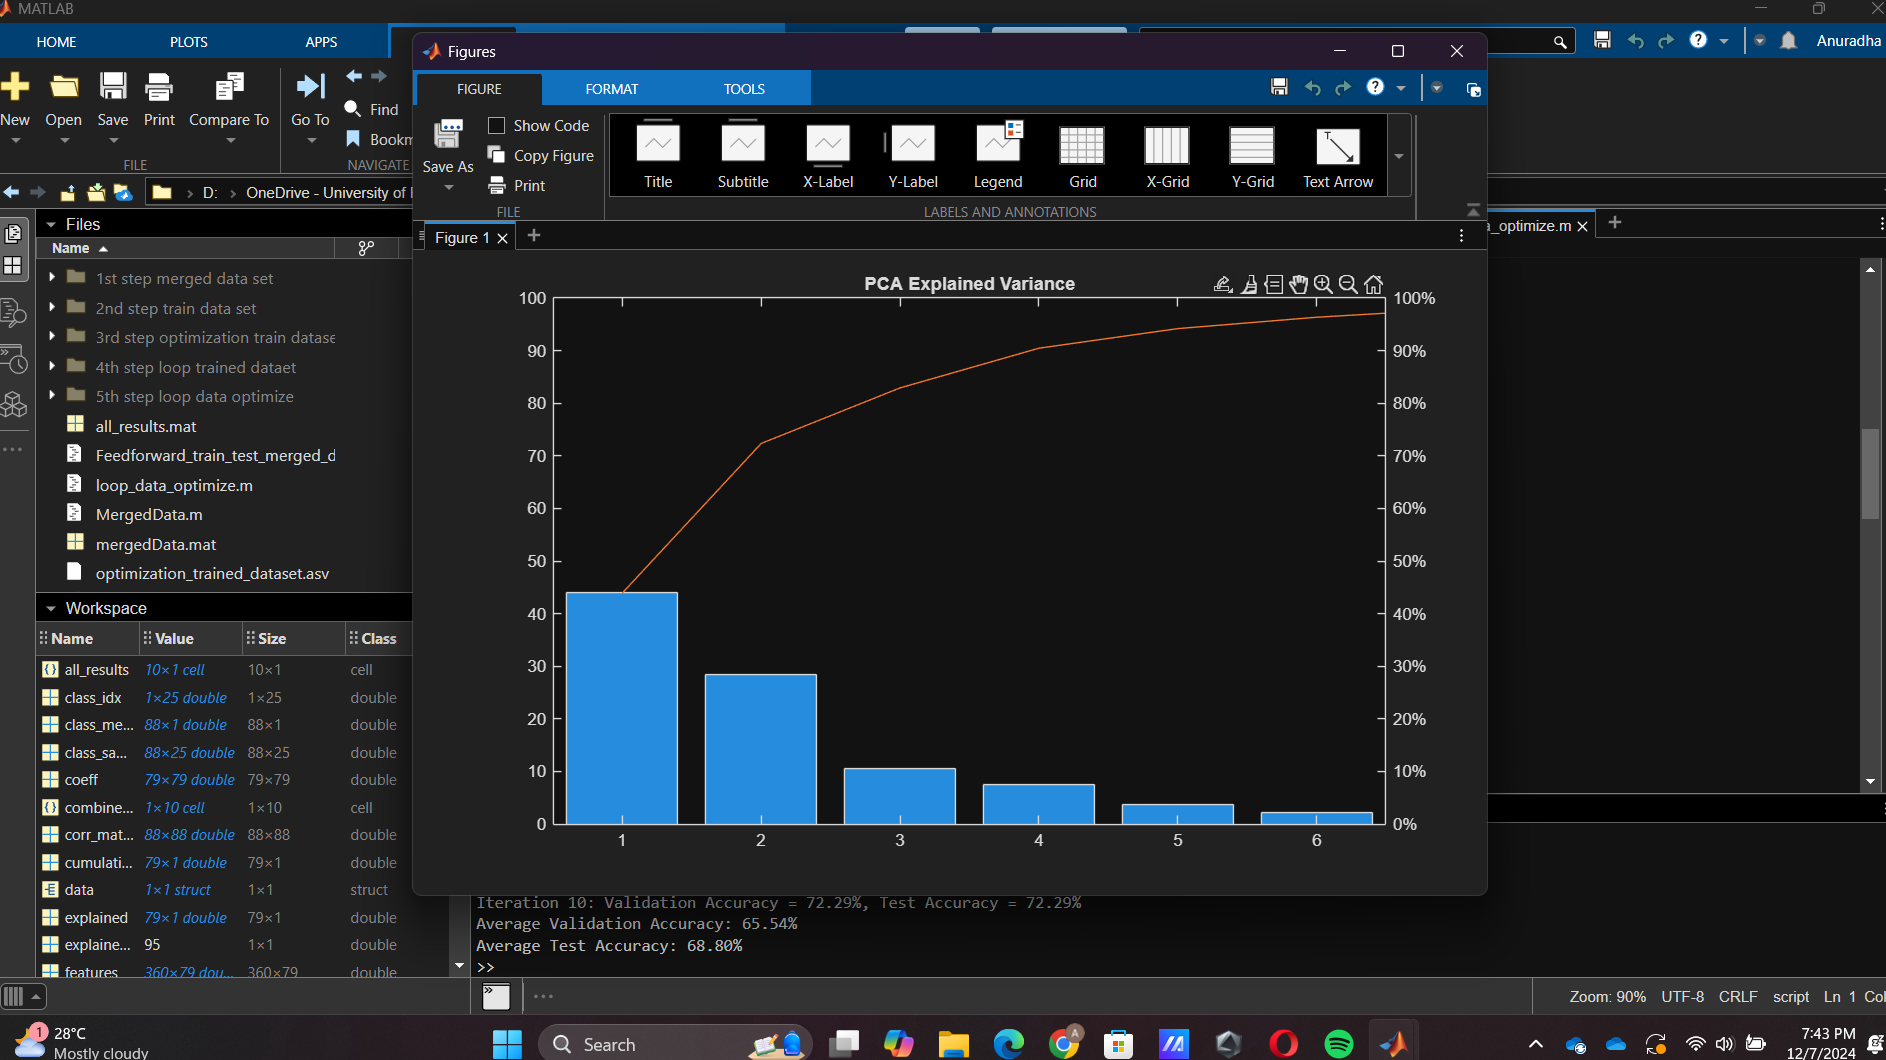 MATLAB
HOME PLOTS APPS
Anuradha
New Open Save Print Compare To Go To Find
FILE NAVIGATE
D: OneDrive - University of
Files
Name
1st step merged data set
2nd step train data set
3rd step optimization train datase
4th step loop trained dataet
5th step loop data optimize
all_results.mat
Feedforward_train_test_merged_d
loop_data_optimize.m
MergedData.m
mergedData.mat
optimization_trained_dataset.asv
Workspace
Name Value Size Class
all_results 10×1 cell 10×1 cell
class_idx 1×25 double 1×25 double
class_me... 88×1 double 88×1 double
class_sa... 88×25 double 88×25 double
coeff 79×79 double 79×79 double
combine... 1×10 cell 1×10 cell
corr_mat... 88×88 double 88×88 double
cumulati... 79×1 double 79×1 double
data 1×1 struct 1×1 struct
explained 79×1 double 79×1 double
explaine... 95 1×1 double
features 360×79 dou... 360×79 double
Figures
FIGURE FORMAT TOOLS
Save As
Show Code
Copy Figure
Print
FILE
Title Subtitle X-Label Y-Label Legend Grid X-Grid Y-Grid Text Arrow
LABELS AND ANNOTATIONS
Figure 1
_optimize.m
PCA Explained Variance
100 100%
90 90%
80 80%
70 70%
60 60%
50 50%
40 40%
30 30%
20 20%
10 10%
0 0%
1 2 3 4 5 6
Iteration 10: Validation Accuracy = 72.29%, Test Accuracy = 72.29%
Average Validation Accuracy: 65.54%
Average Test Accuracy: 68.80%
>>
Zoom: 90% UTF-8 CRLF script Ln 1
1
28°C
Mostly cloudy
Search
A
7:43 PM
12/7/2024